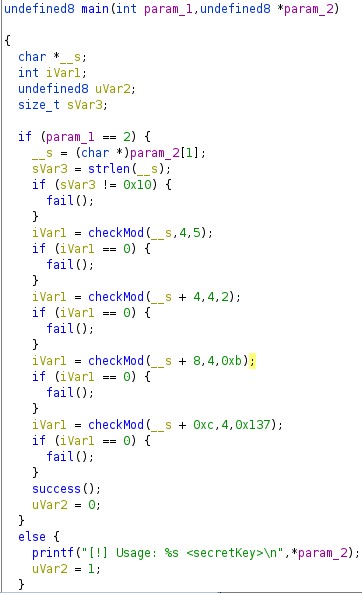 undefined8 main(int param_1,undefined8 *param_2)
{
char *__s;
int iVar1;
undefined8 uVar2;
size_t sVar3;
if (param_1 == 2) {
__s = (char *)param_2[1];
sVar3 = strlen(__s);
if (sVar3 != 0x10) {
fail();
}
iVar1 = checkMod(__s,4,5);
if (iVar1 == 0) {
fail();
}
iVar1 = checkMod(__s + 4,4,2);
if (iVar1 == 0) {
fail();
}
iVar1 = checkMod(__s + 8,4,0xb);
if (iVar1 == 0) {
fail();
}
iVar1 = checkMod(__s + 0xc,4,0x137);
if (iVar1 == 0) {
fail();
}
success();
uVar2 = 0;
}
else {
printf("[!] Usage: %s <secretKey>\n",*param_2);
uVar2 = 1;
}